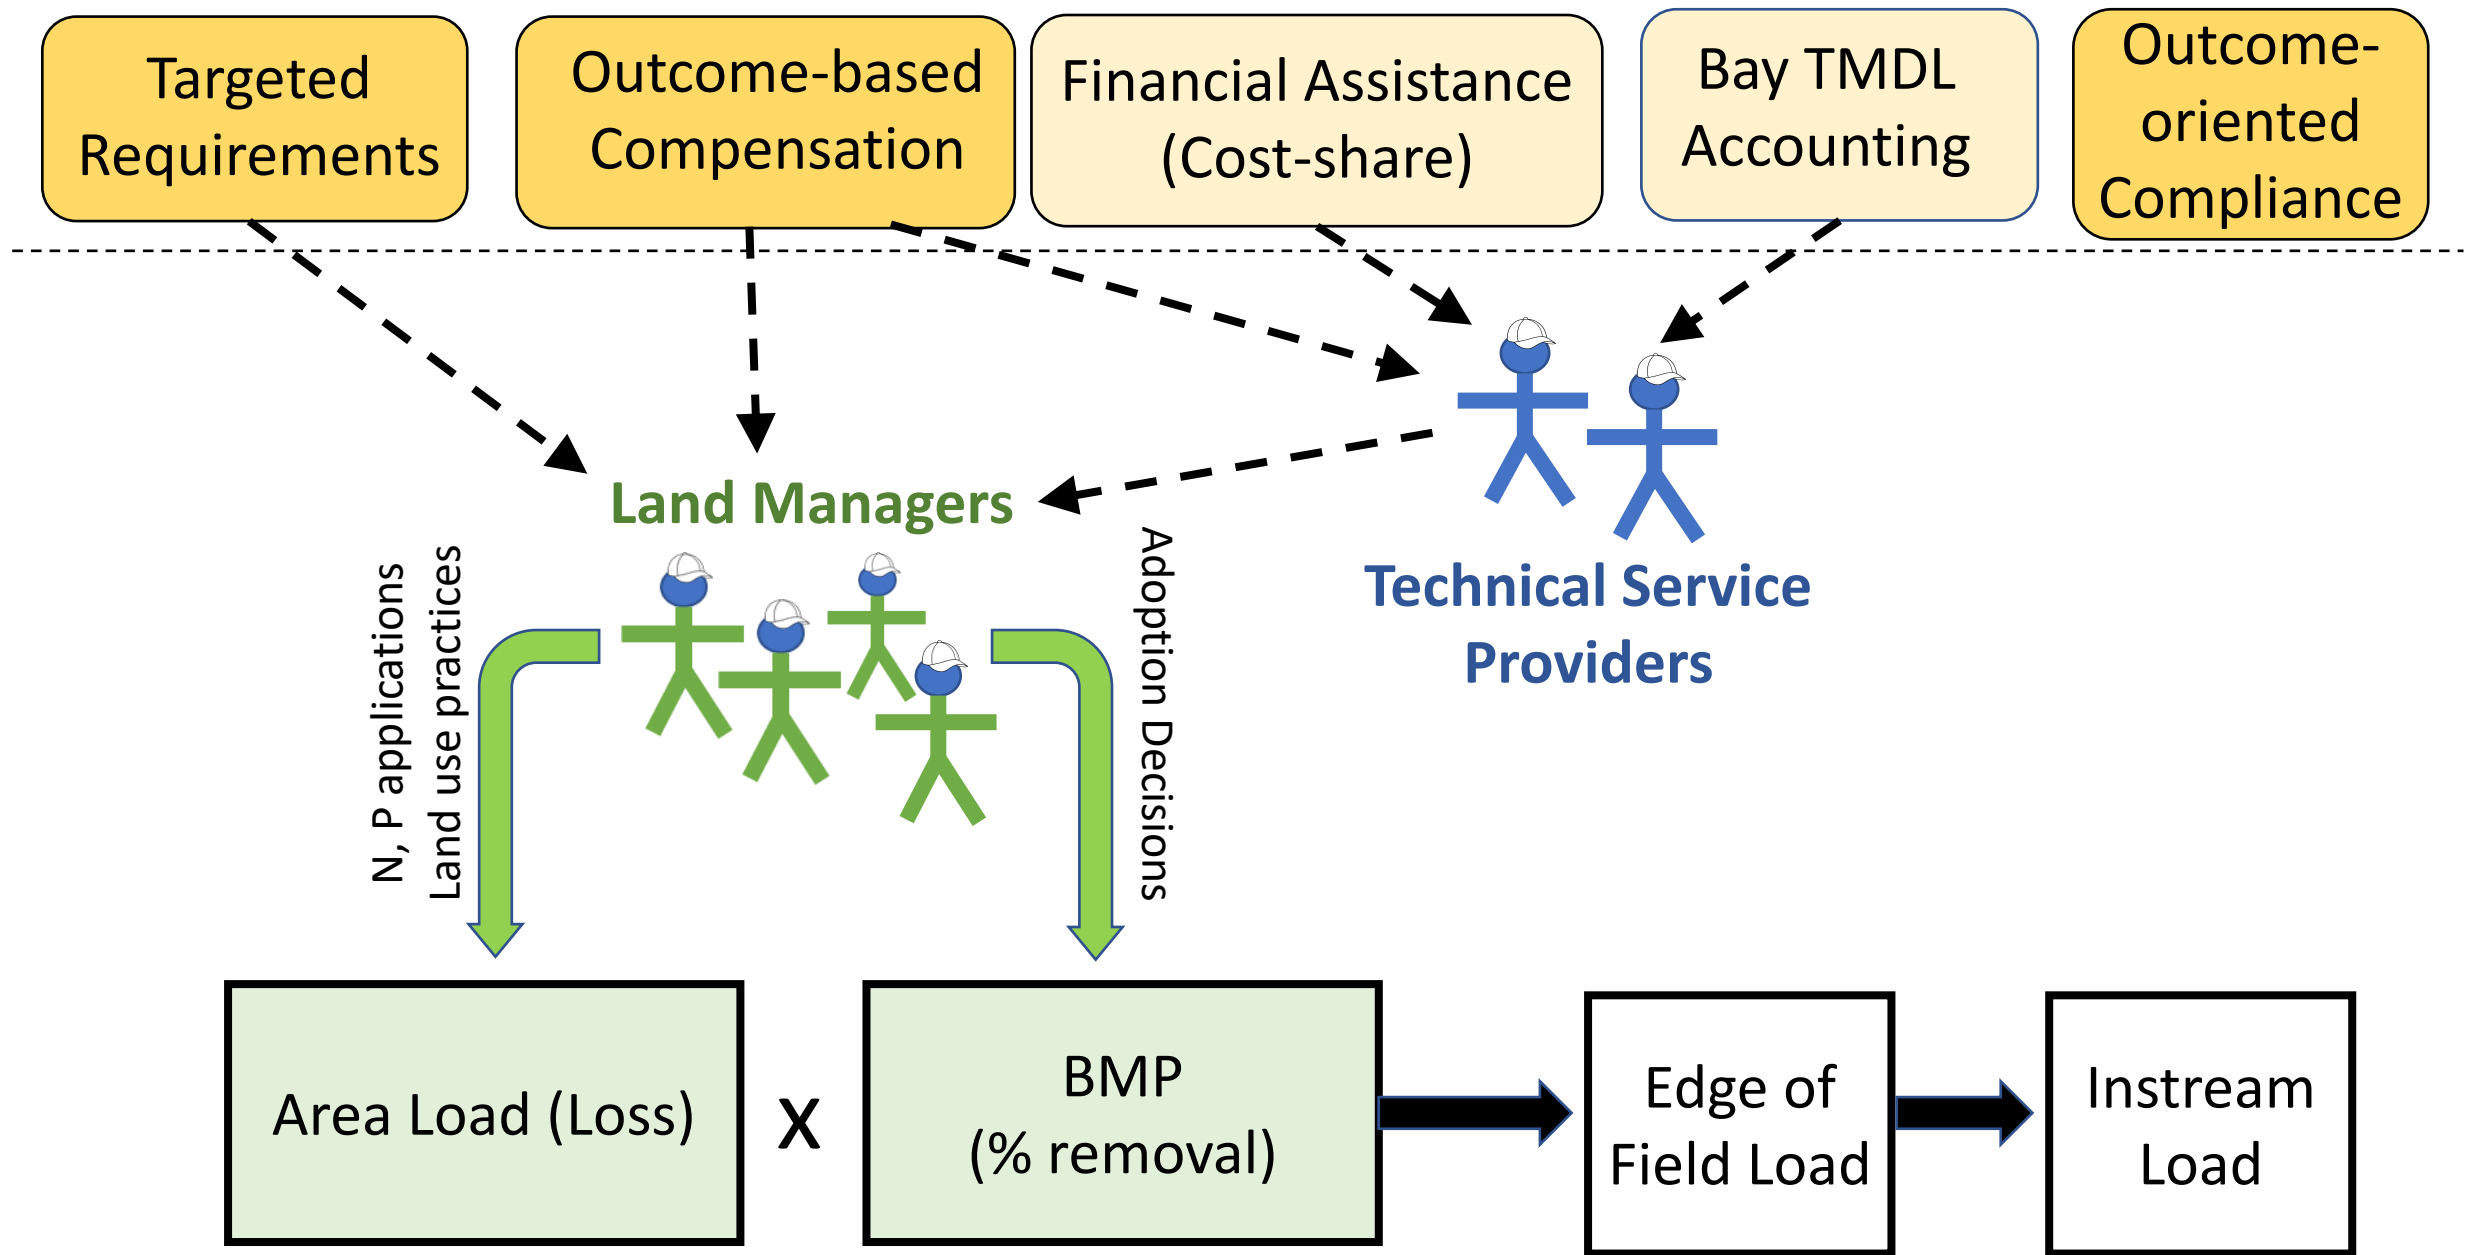 Targeted
Requirements
Outcome-based
Compensation
Financial Assistance
(Cost-share)
Bay TMDL
Accounting
Outcome-
oriented
Compliance
Land Managers
Technical Service
Providers
N, P applications
Land use practices
Adoption Decisions
Area Load (Loss)
X
BMP
(% removal)
Edge of
Field Load
Instream
Load